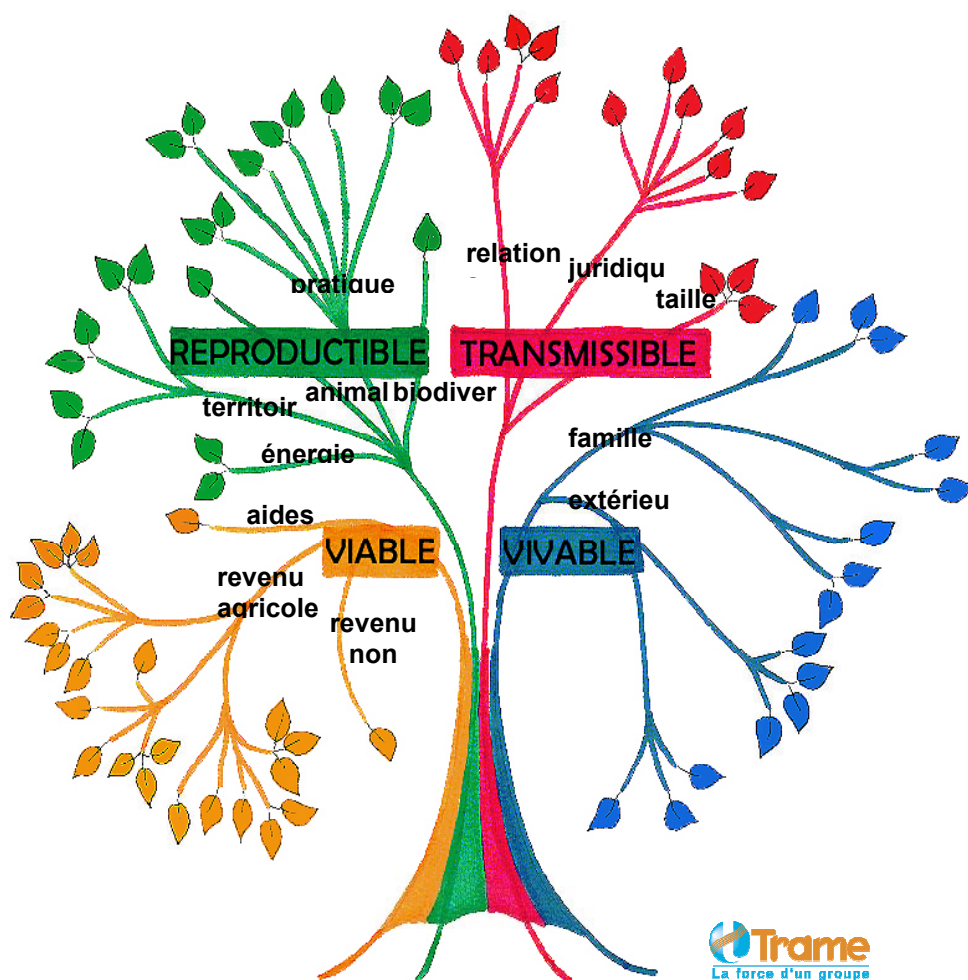 relation
juridiqu
taille
pratique
REPRODUCTIBLE
TRANSMISSIBLE
animal biodiver
territoir
famille
énergie
extérieu
aides
VIABLE
VIVABLE
revenu
agricole
revenu
non
Trame
La force d'un groupe